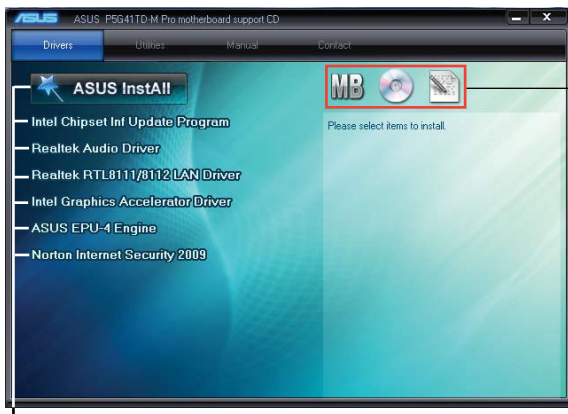 ASUS ASUS P5G41TD-M Pro motherboard support CD
Drivers Utilities Manual Contact
ASUS InstAll
MB
Please select items to install.
Intel Chipset Inf Update Program
Realtek Audio Driver
Realtek RTL8111/8112 LAN Driver
Intel Graphics Accelerator Driver
ASUS EPU-4 Engine
Norton Internet Security 2009